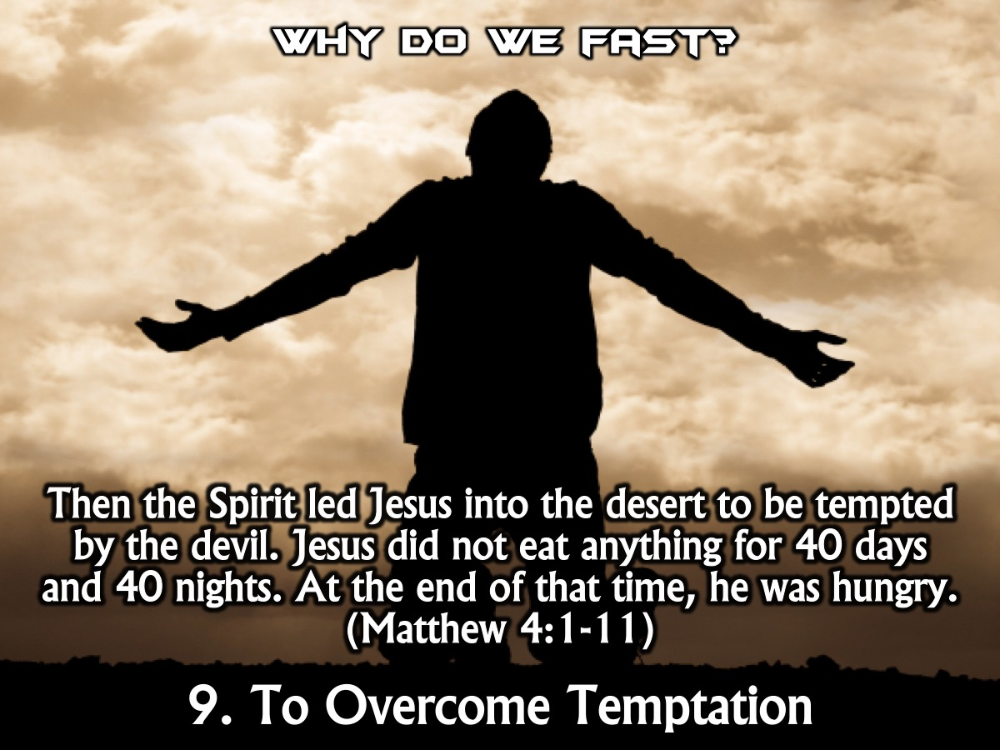 WHY DO WE FAST?
Then the Spirit led Jesus into the desert to be tempted
by the devil. Jesus did not eat anything for 40 days
and 40 nights. At the end of that time, he was hungry.
(Matthew 4:1-11)
9. To Overcome Temptation